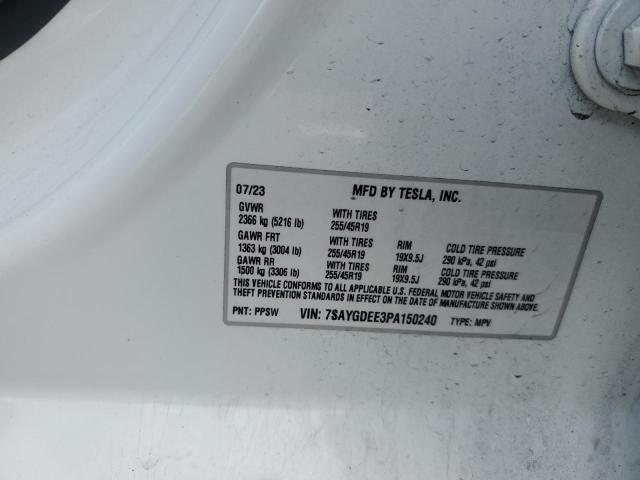 07/23 MFD BY TESLA, INC.
GVWR WITH TIRES
2366 kg (5216 lb) 255/45R19
GAWR FRT WITH TIRES RIM COLD TIRE PRESSURE
1363 kg (3004 lb) 255/45R19 19X9.5J 290 kPa, 42 psi
GAWR RR WITH TIRES RIM COLD TIRE PRESSURE
1500 kg (3306 lb) 255/45R19 19X9.5J 290 kPa, 42 psi
THIS VEHICLE CONFORMS TO ALL APPLICABLE U.S. FEDERAL MOTOR VEHICLE SAFETY AND
THEFT PREVENTION STANDARDS IN EFFECT ON THE DATE OF MANUFACTURE SHOWN ABOVE.
PNT: PPSW VIN: 7SAYGDEE3PA150240 TYPE: MPV